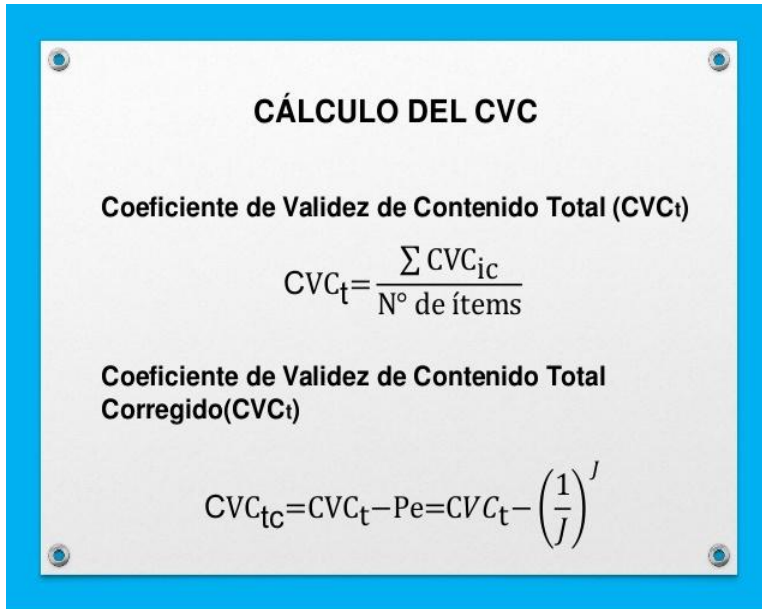 CÁLCULO DEL CVC
Coeficiente de Validez de Contenido Total (CVCt)
CVCt=∑ CVCic / N° de ítems
Coeficiente de Validez de Contenido Total
Corregido(CVCt)
CVCtc=CVCt−Pe=CVCt−(1/J)^J